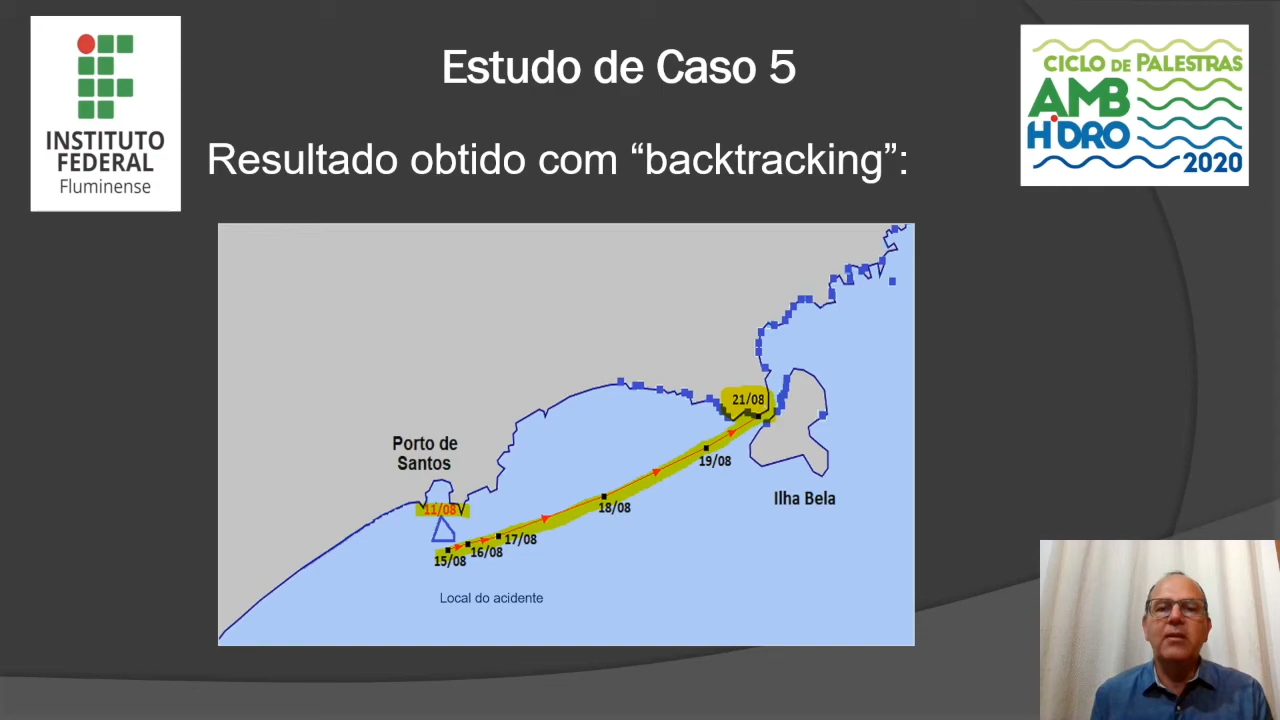 INSTITUTO
FEDERAL
Fluminense
Estudo de Caso 5
CICLO DE PALESTRAS
AMB
HIDRO
2020
Resultado obtido com “backtracking”:
21/08
Porto de
Santos
19/08
Ilha Bela
18/08
11/08
17/08
16/08
15/08
Local do acidente